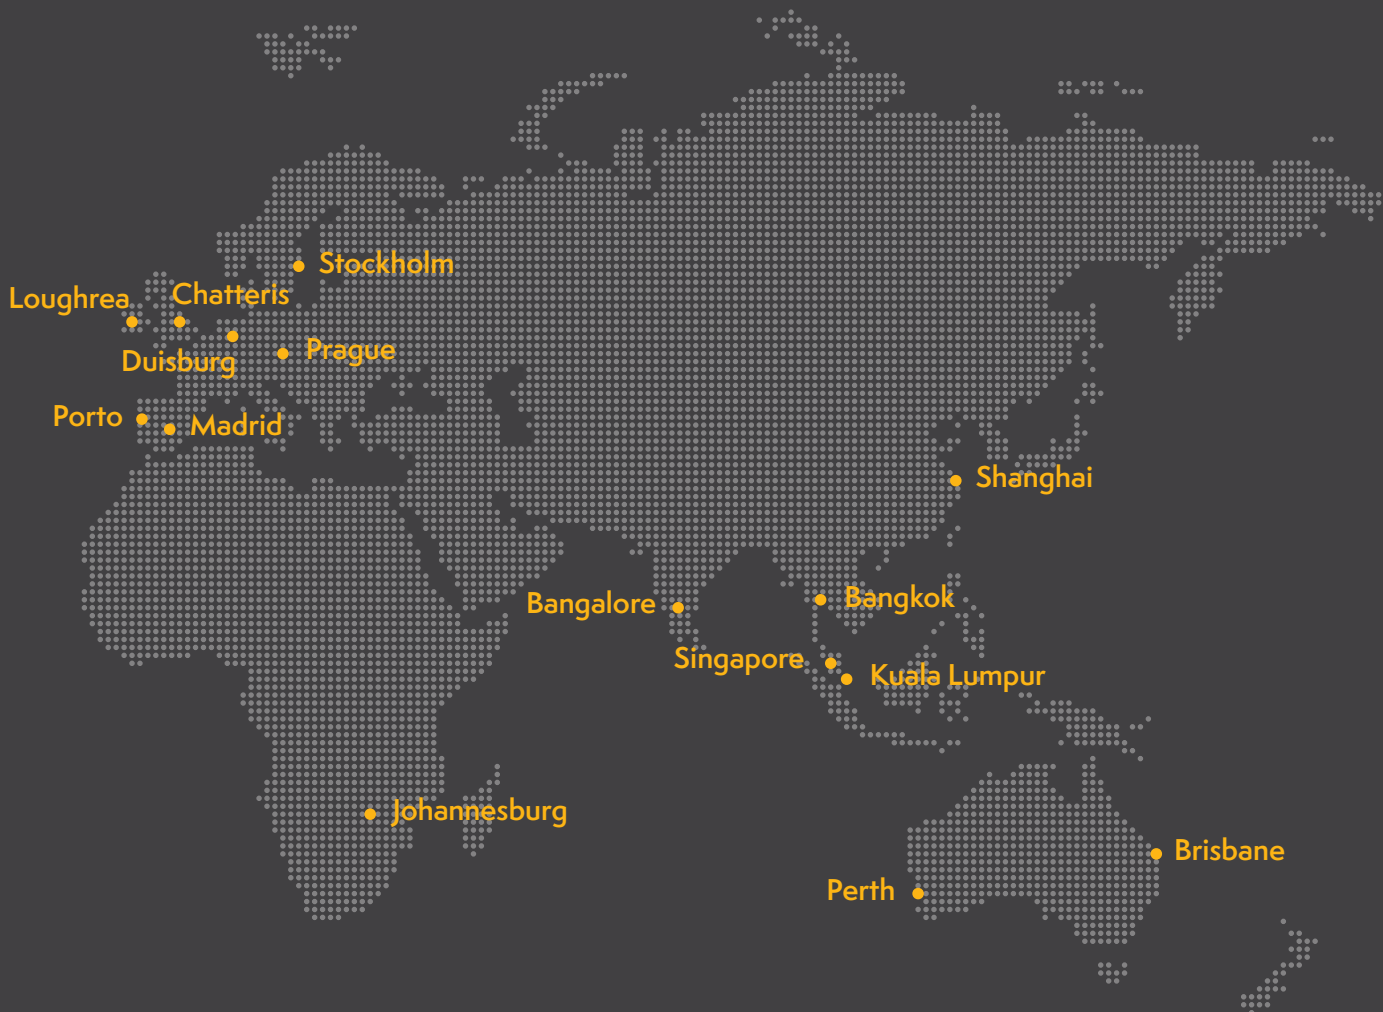 Stockholm
Loughrea
Chatteris
Duisburg
Prague
Porto
Madrid
Shanghai
Bangalore
Bangkok
Singapore
Kuala Lumpur
Johannesburg
Brisbane
Perth